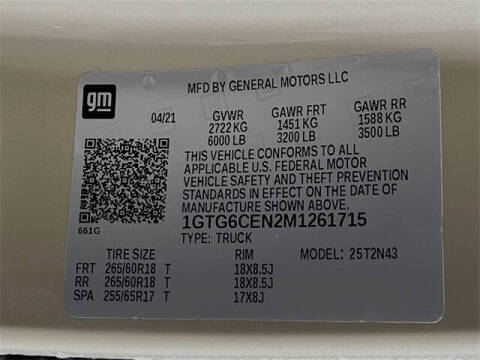 MFD BY GENERAL MOTORS LLC
gm
04/21 GVWR GAWR FRT GAWR RR
2722 KG 1451 KG 1588 KG
6000 LB 3200 LB 3500 LB
THIS VEHICLE CONFORMS TO ALL
APPLICABLE U.S. FEDERAL MOTOR
VEHICLE SAFETY AND THEFT PREVENTION
STANDARDS IN EFFECT ON THE DATE OF
MANUFACTURE SHOWN ABOVE.
1GTG6CEN2M1261715
661G
TYPE: TRUCK
TIRE SIZE RIM MODEL: 25T2N43
FRT 265/60R18 T 18X8.5J
RR 265/60R18 T 18X8.5J
SPA 255/65R17 T 17X8J